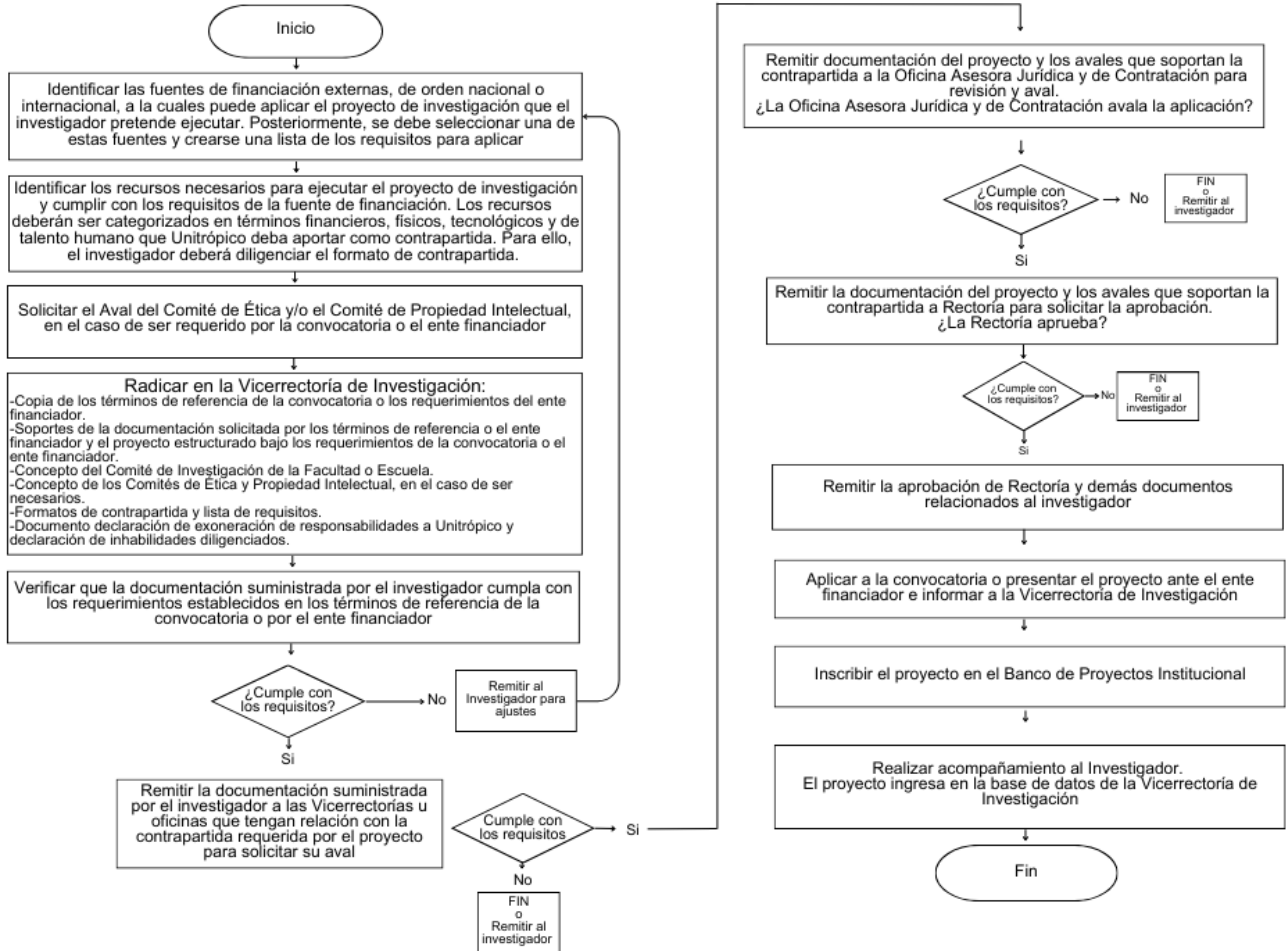 Inicio
Identificar las fuentes de financiación externas, de orden nacional o
internacional, a la cuales puede aplicar el proyecto de investigación que el
investigador pretende ejecutar. Posteriormente, se debe seleccionar una de
estas fuentes y crearse una lista de los requisitos para aplicar
Identificar los recursos necesarios para ejecutar el proyecto de investigación
y cumplir con los requisitos de la fuente de financiación. Los recursos
deberán ser categorizados en términos financieros, físicos, tecnológicos y de
talento humano que Unitrópico deba aportar como contrapartida. Para ello,
el investigador deberá diligenciar el formato de contrapartida.
Solicitar el Aval del Comité de Ética y/o el Comité de Propiedad Intelectual,
en el caso de ser requerido por la convocatoria o el ente financiador
Radicar en la Vicerrectoría de Investigación:
-Copia de los términos de referencia de la convocatoria o los requerimientos del ente
financiador.
-Soportes de la documentación solicitada por los términos de referencia o el ente
financiador y el proyecto estructurado bajo los requerimientos de la convocatoria o el
ente financiador.
-Concepto del Comité de Investigación de la Facultad o Escuela.
-Concepto de los Comités de Ética y Propiedad Intelectual, en el caso de ser
necesarios.
-Formatos de contrapartida y lista de requisitos.
-Documento declaración de exoneración de responsabilidades a Unitrópico y
declaración de inhabilidades diligenciados.
Verificar que la documentación suministrada por el investigador cumpla con
los requerimientos establecidos en los términos de referencia de la
convocatoria o por el ente financiador
¿Cumple con
los requisitos?
No
Remitir al
Investigador para
ajustes
Si
Remitir la documentación suministrada
por el investigador a las Vicerrectorías u
oficinas que tengan relación con la
contrapartida requerida por el proyecto
para solicitar su aval
Cumple con
los requisitos
Si
No
FIN
o
Remitir al
investigador
Remitir documentación del proyecto y los avales que soportan la
contrapartida a la Oficina Asesora Jurídica y de Contratación para
revisión y aval.
¿La Oficina Asesora Jurídica y de Contratación avala la aplicación?
¿Cumple con
los requisitos?
No
FIN
o
Remitir al
investigador
Si
Remitir la documentación del proyecto y los avales que soportan la
contrapartida a Rectoría para solicitar la aprobación.
¿La Rectoría aprueba?
¿Cumple con
los requisitos?
No
FIN
o
Remitir al
investigador
Si
Remitir la aprobación de Rectoría y demás documentos
relacionados al investigador
Aplicar a la convocatoria o presentar el proyecto ante el ente
financiador e informar a la Vicerrectoría de Investigación
Inscribir el proyecto en el Banco de Proyectos Institucional
Realizar acompañamiento al Investigador.
El proyecto ingresa en la base de datos de la Vicerrectoría de
Investigación
Fin